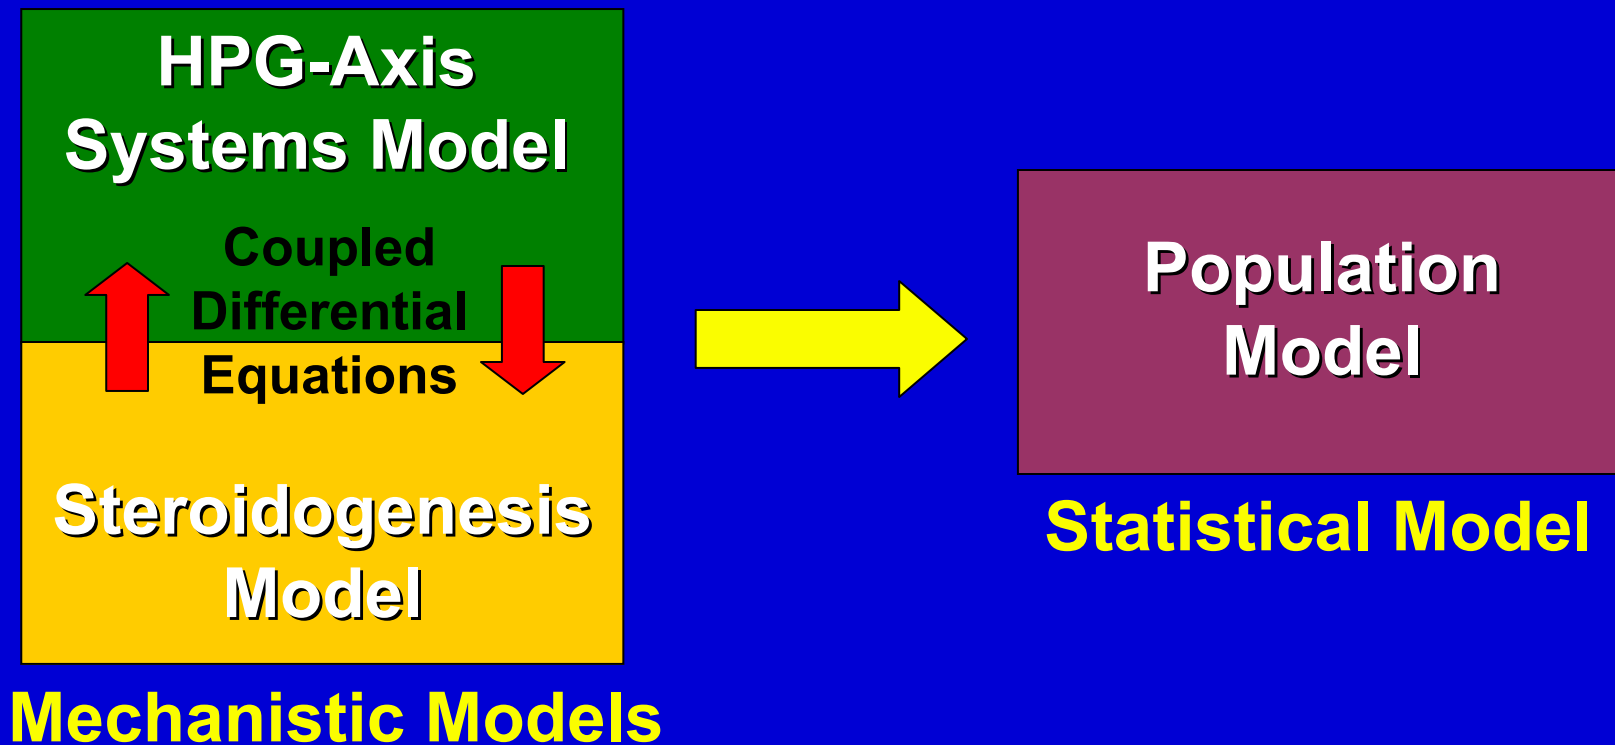 HPG-Axis
Systems Model
Coupled
Differential
Equations
Steroidogenesis
Model
Mechanistic Models
Population
Model
Statistical Model